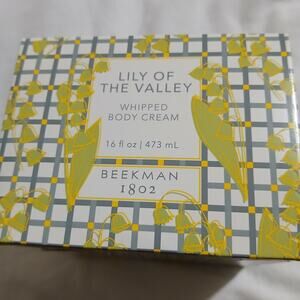 LILY OF
THE VALLEY
WHIPPED
BODY CREAM
16 fl oz | 473 mL
BEEKMAN
1802